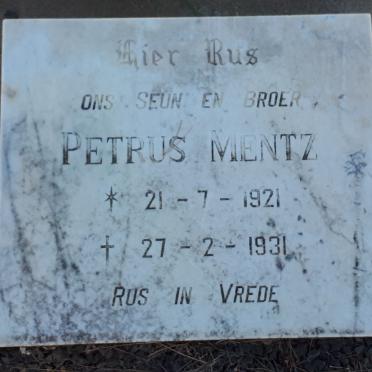 Hier Rus
ONS SEUN EN BROER
PETRUS MENTZ
* 21 - 7 - 1921
† 27 - 2 - 1931
RUS IN VREDE